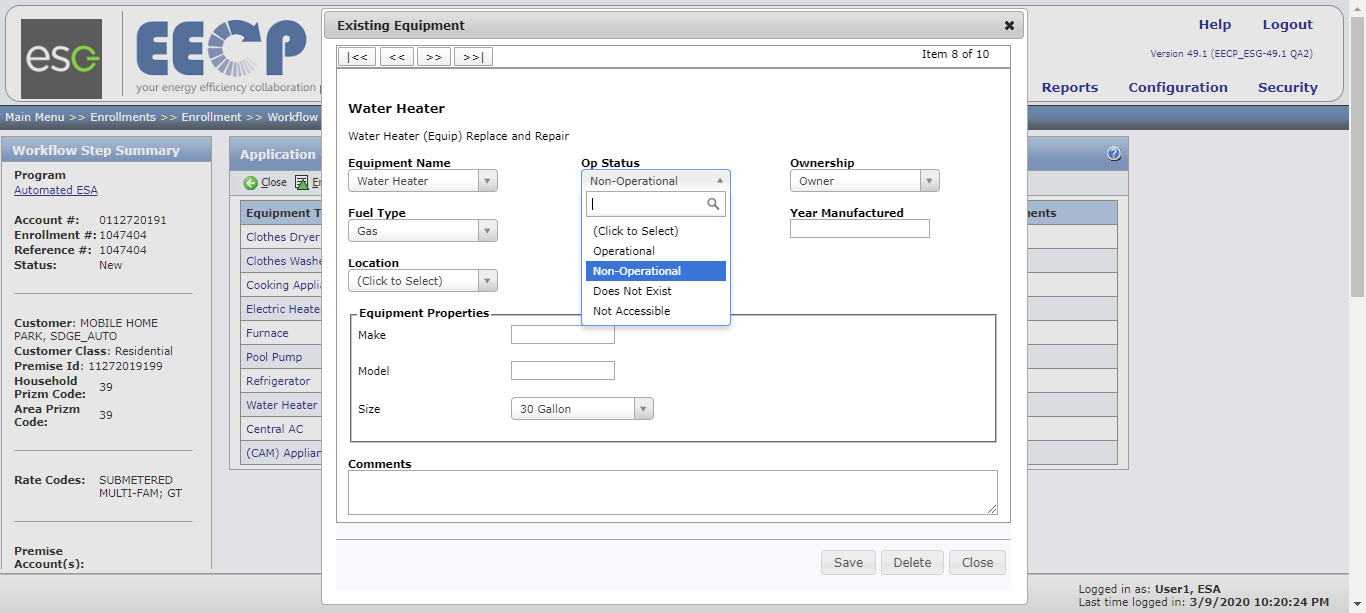 esg
EECP
your energy efficiency collaboration
Help Logout
Version 49.1 (EECP_ESG-49.1 QA2)
Reports Configuration Security
Main Menu >> Enrollments >> Enrollment >> Workflow
Workflow Step Summary
Program
Automated ESA
Account #: 0112720191
Enrollment #: 1047404
Reference #: 1047404
Status: New
Customer: MOBILE HOME
PARK, SDGE_AUTO
Customer Class: Residential
Premise Id: 11272019199
Household
Prizm Code: 39
Area Prizm
Code: 39
Rate Codes: SUBMETERED
MULTI-FAM; GT
Premise
Account(s):
Application
Close
Equipment T
Clothes Dryer
Clothes Washe
Cooking Applia
Electric Heate
Furnace
Pool Pump
Refrigerator
Water Heater
Central AC
(CAM) Applian
Existing Equipment
|<< << >> >>|
Item 8 of 10
Water Heater
Water Heater (Equip) Replace and Repair
Equipment Name Op Status Ownership
Water Heater Non-Operational Owner
Fuel Type Year Manufactured
Gas
Location
(Click to Select)
(Click to Select)
Operational
Non-Operational
Does Not Exist
Not Accessible
Equipment Properties
Make
Model
Size 30 Gallon
Comments
Save Delete Close
Logged in as: User1, ESA
Last time logged in: 3/9/2020 10:20:24 PM